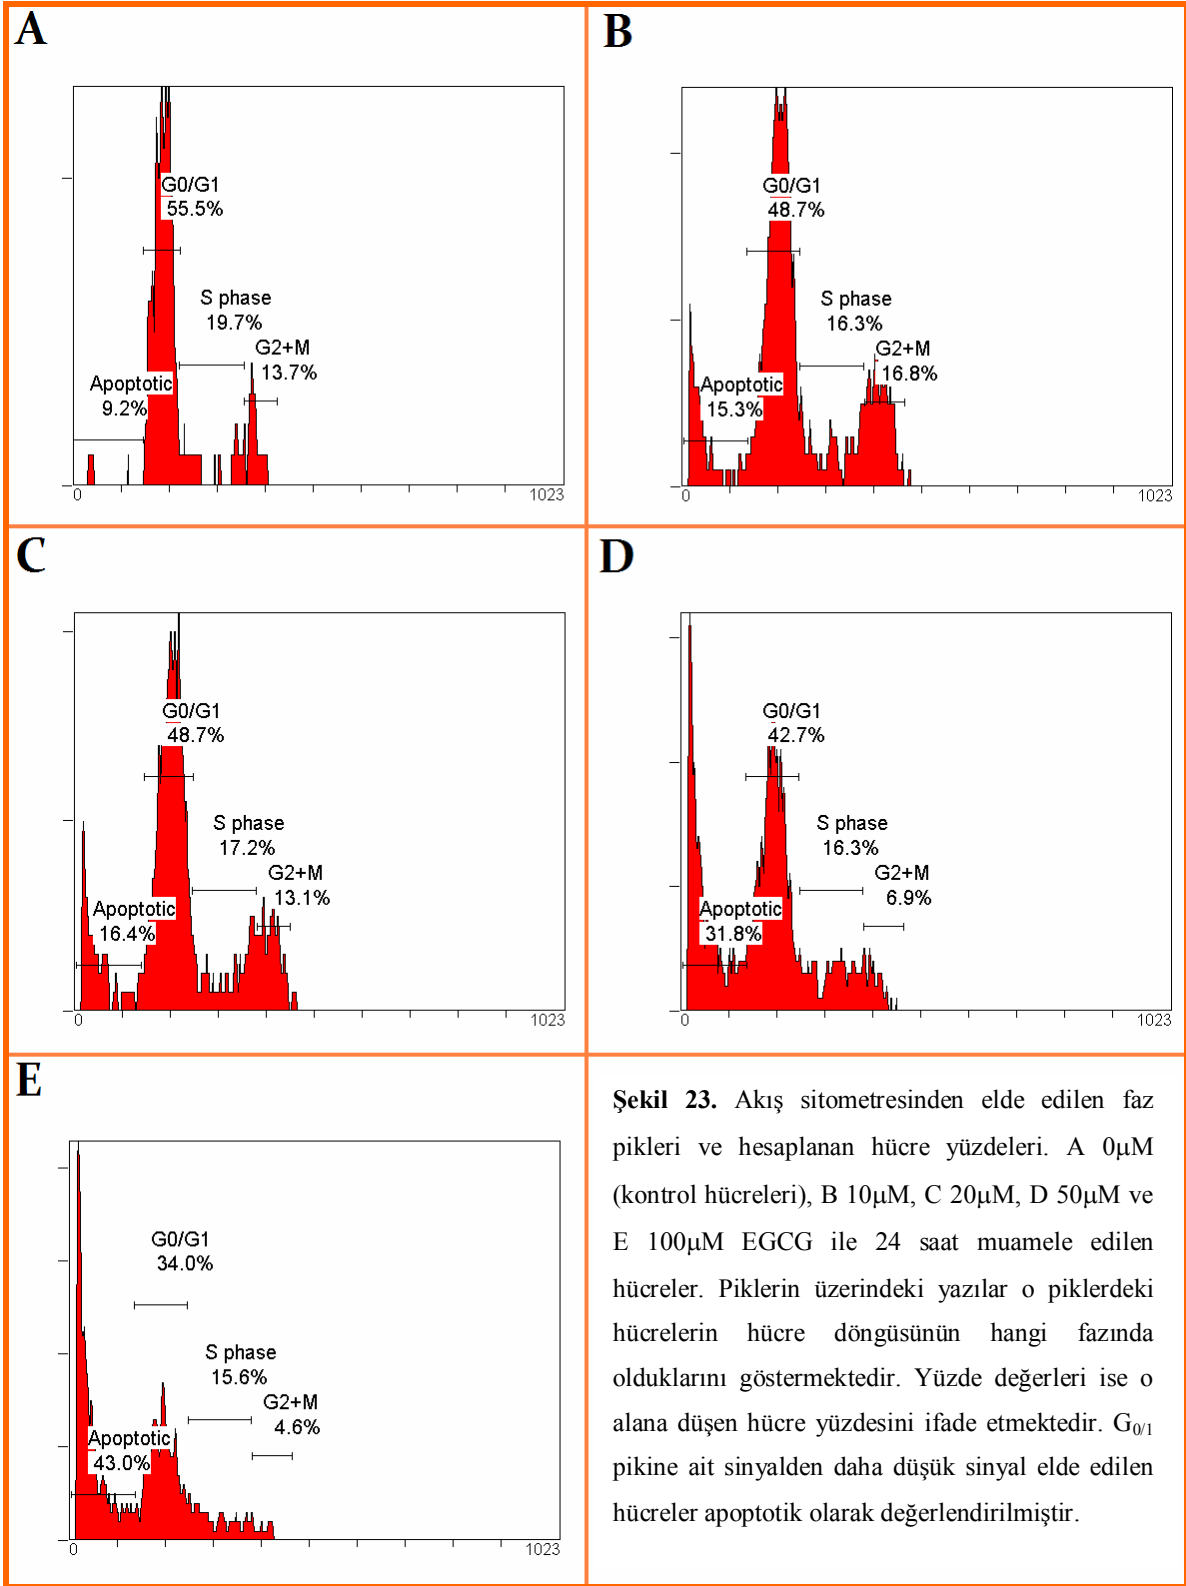 A
G0/G1
55.5%
S phase
19.7%
G2+M
13.7%
Apoptotic
9.2%
0
1023
B
G0/G1
48.7%
S phase
16.3%
G2+M
16.8%
Apoptotic
15.3%
0
1023
C
G0/G1
48.7%
S phase
17.2%
G2+M
13.1%
Apoptotic
16.4%
0
1023
D
G0/G1
42.7%
S phase
16.3%
G2+M
6.9%
Apoptotic
31.8%
0
1023
E
G0/G1
34.0%
S phase
15.6%
G2+M
4.6%
Apoptotic
43.0%
0
1023
Şekil 23. Akış sitometresinden elde edilen faz
pikleri ve hesaplanan hücre yüzdeleri. A 0µM
(kontrol hücreleri), B 10µM, C 20µM, D 50µM ve
E 100µM EGCG ile 24 saat muamele edilen
hücreler. Piklerin üzerindeki yazılar o piklerdeki
hücrelerin hücre döngüsünün hangi fazında
olduklarını göstermektedir. Yüzde değerleri ise o
alana düşen hücre yüzdesini ifade etmektedir. G0/1
pikine ait sinyalden daha düşük sinyal elde edilen
hücreler apoptotik olarak değerlendirilmiştir.